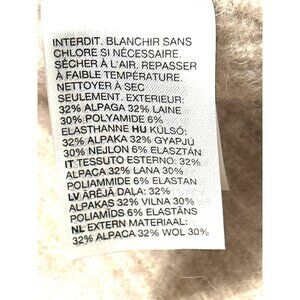 INTERDIT. BLANCHIR SANS
CHLORE SI NÉCESSAIRE.
SÉCHER À L'AIR. REPASSER
À FAIBLE TEMPÉRATURE.
NETTOYER À SEC
SEULEMENT. EXTERIEUR:
32% ALPAGA 32% LAINE
30% POLYAMIDE 6%
ELASTHANNE HU KÜLSŐ:
32% ALPAKA 32% GYAPJÚ
30% NEJLON 6% ELASZTÁN
IT TESSUTO ESTERNO: 32%
ALPACA 32% LANA 30%
POLIAMMIDE 6% ELASTAN
LV ĀRĒJĀ DAĻA: 32%
ALPAKAS 32% VILNA 30%
POLIAMĪDS 6% ELASTĀNS
NL EXTERN MATERIAAL:
32% ALPACA 32% WOL 30%